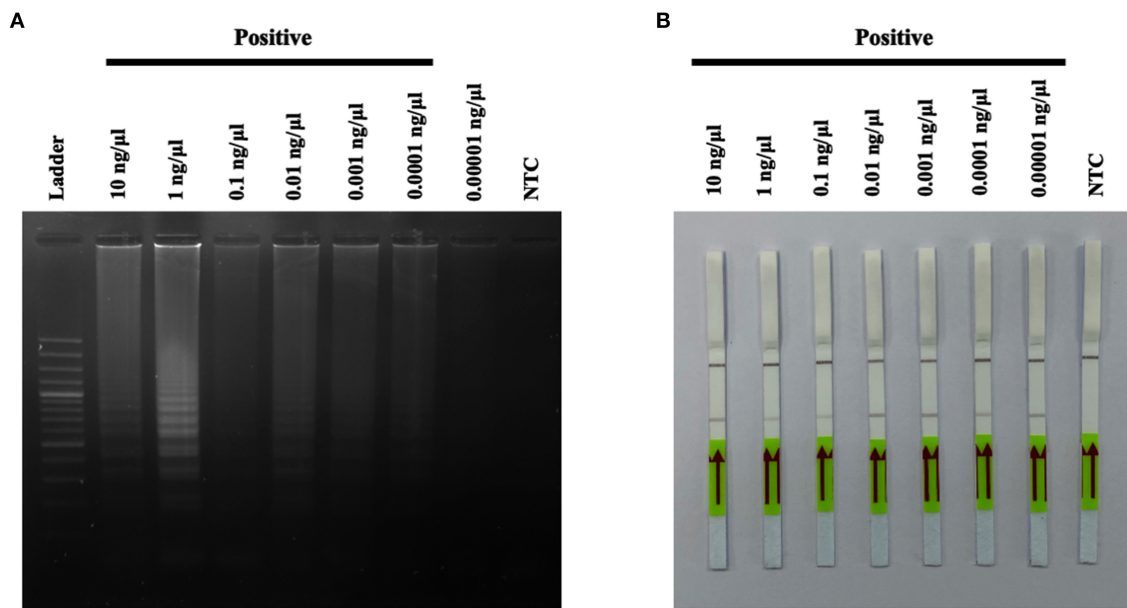 A
Positive
Ladder
10 ng/µl
1 ng/µl
0.1 ng/µl
0.01 ng/µl
0.001 ng/µl
0.0001 ng/µl
0.00001 ng/µl
NTC
B
Positive
10 ng/µl
1 ng/µl
0.1 ng/µl
0.01 ng/µl
0.001 ng/µl
0.0001 ng/µl
0.00001 ng/µl
NTC